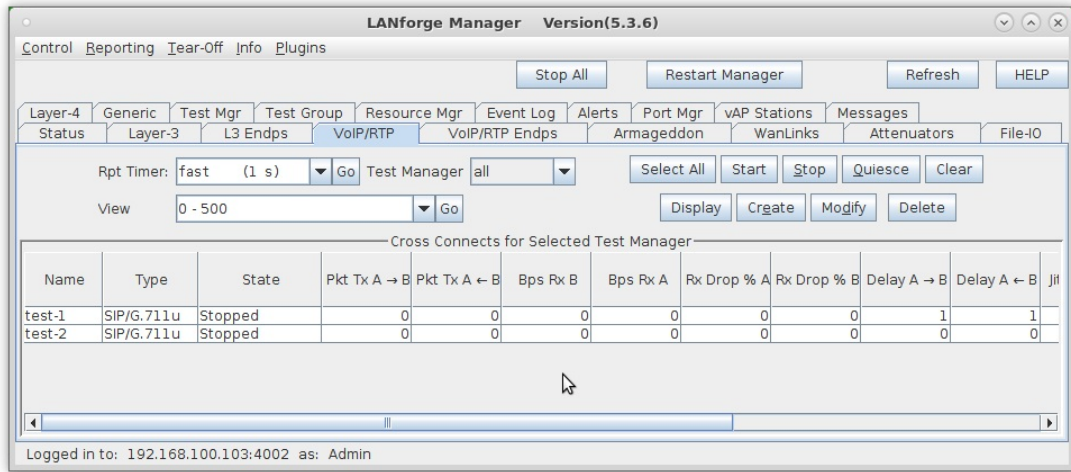 LANforge Manager Version(5.3.6)
Control Reporting Tear-Off Info Plugins
Stop All Restart Manager Refresh HELP
Layer-4 Generic Test Mgr Test Group Resource Mgr Event Log Alerts Port Mgr vAP Stations Messages
Status Layer-3 L3 Endps VoIP/RTP VoIP/RTP Endps Armageddon WanLinks Attenuators File-IO
Rpt Timer: fast (1 s) Go Test Manager all Select All Start Stop Quiesce Clear
View 0 - 500 Go Display Create Modify Delete
Cross Connects for Selected Test Manager
Name Type State Pkt Tx A → B Pkt Tx A ← B Bps Rx B Bps Rx A Rx Drop % A Rx Drop % B Delay A → B Delay A ← B Jit
test-1 SIP/G.711u Stopped 0 0 0 0 0 0 1 1
test-2 SIP/G.711u Stopped 0 0 0 0 0 0 0 0
Logged in to: 192.168.100.103:4002 as: Admin